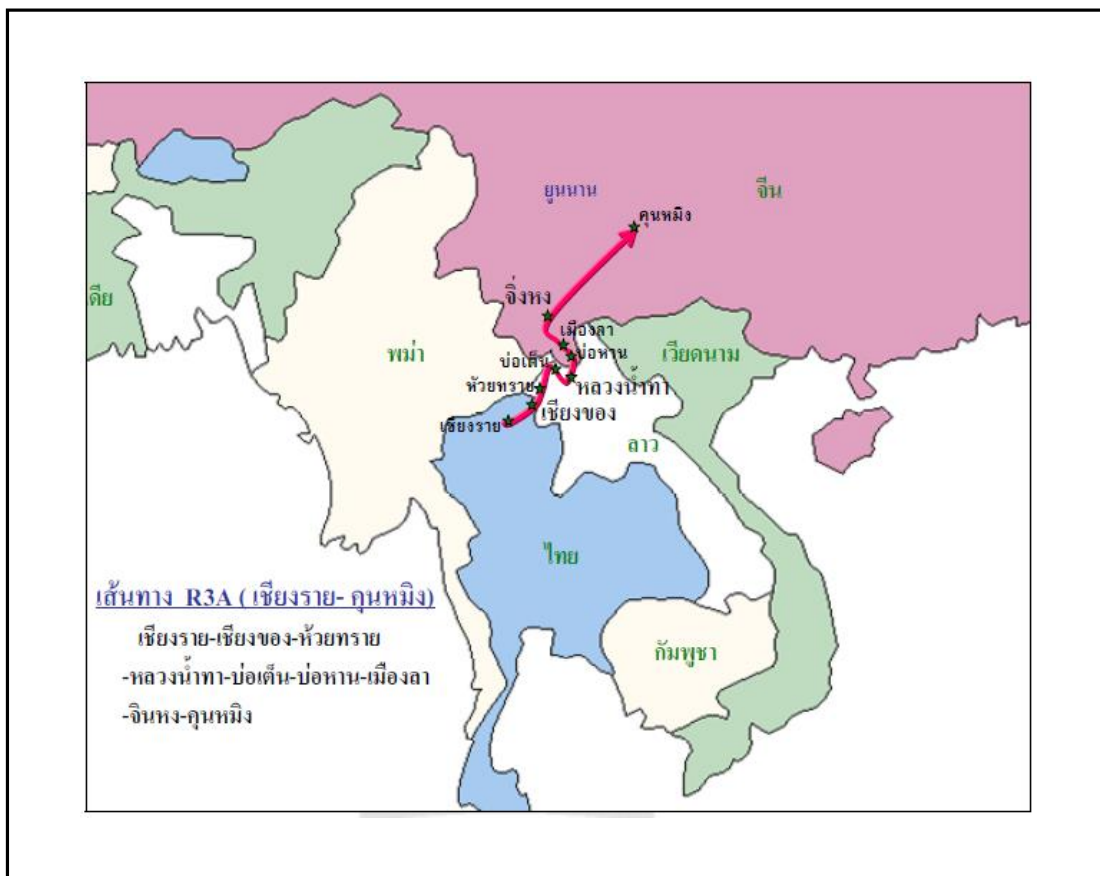 ยูนนาน
จีน
คุนหมิง
ดีย
จิ่งหง
พม่า
เมืองลา
บ่อหาน
เวียดนาม
บ่อเต็น
ห้วยทราย
หลวงน้ำทา
เชียงของ
เชียงราย
ลาว
ไทย
เส้นทาง R3A ( เชียงราย- คุนหมิง)
เชียงราย-เชียงของ-ห้วยทราย
-หลวงน้ำทา-บ่อเต็น-บ่อหาน-เมืองลา
-จินหง-คุนหมิง
กัมพูชา